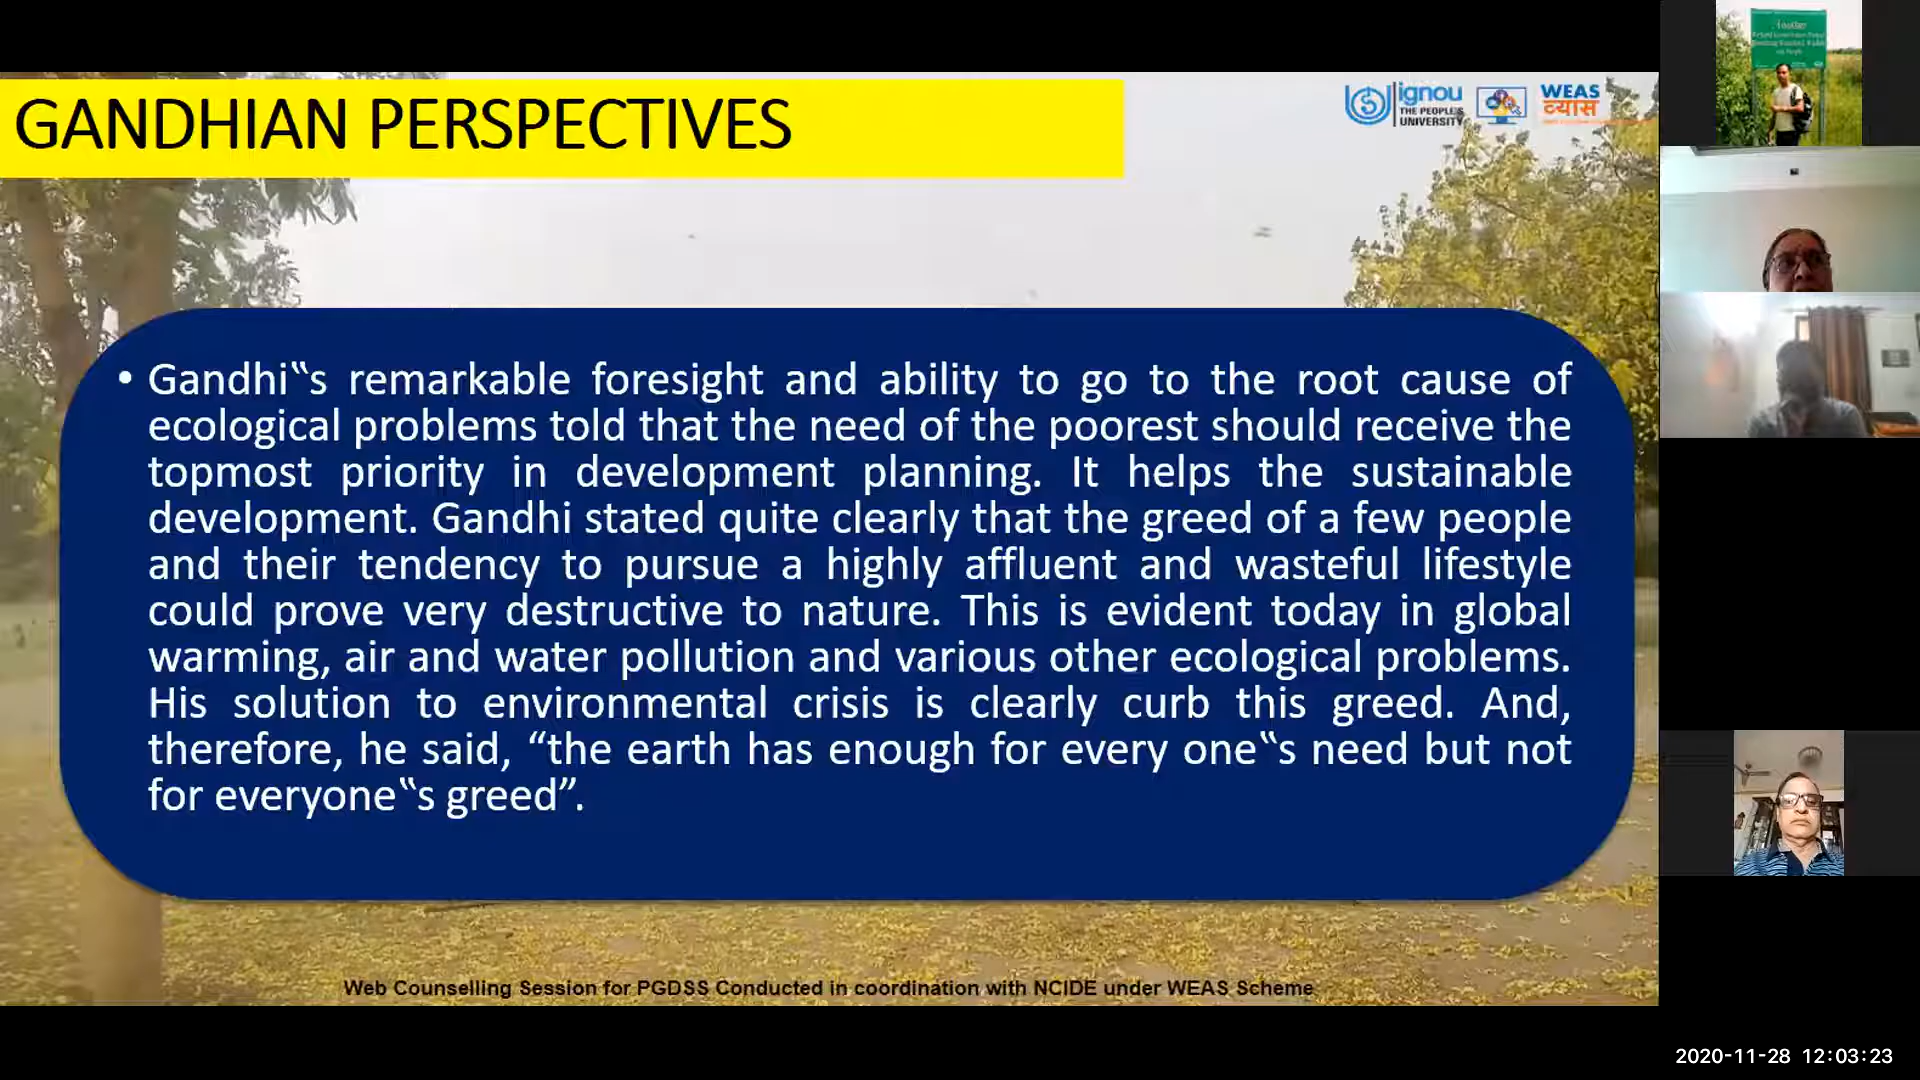 GANDHIAN PERSPECTIVES
ignou
THE PEOPLE'S
UNIVERSITY
WEAS
व्यास
• Gandhi‟s remarkable foresight and ability to go to the root cause of
ecological problems told that the need of the poorest should receive the
topmost priority in development planning. It helps the sustainable
development. Gandhi stated quite clearly that the greed of a few people
and their tendency to pursue a highly affluent and wasteful lifestyle
could prove very destructive to nature. This is evident today in global
warming, air and water pollution and various other ecological problems.
His solution to environmental crisis is clearly curb this greed. And,
therefore, he said, “the earth has enough for every one‟s need but not
for everyone‟s greed”.
Web Counselling Session for PGDSS Conducted in coordination with NCIDE under WEAS Scheme
2020-11-28 12:03:23